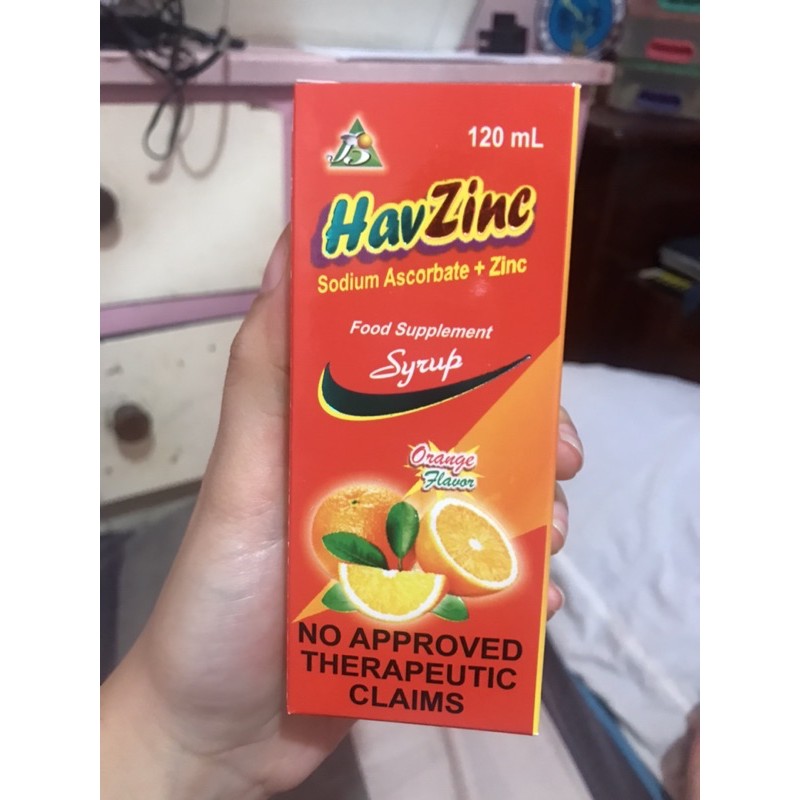 120 mL
HavZinc
Sodium Ascorbate + Zinc
Food Supplement
Syrup
Orange
Flavor
NO APPROVED
THERAPEUTIC
CLAIMS